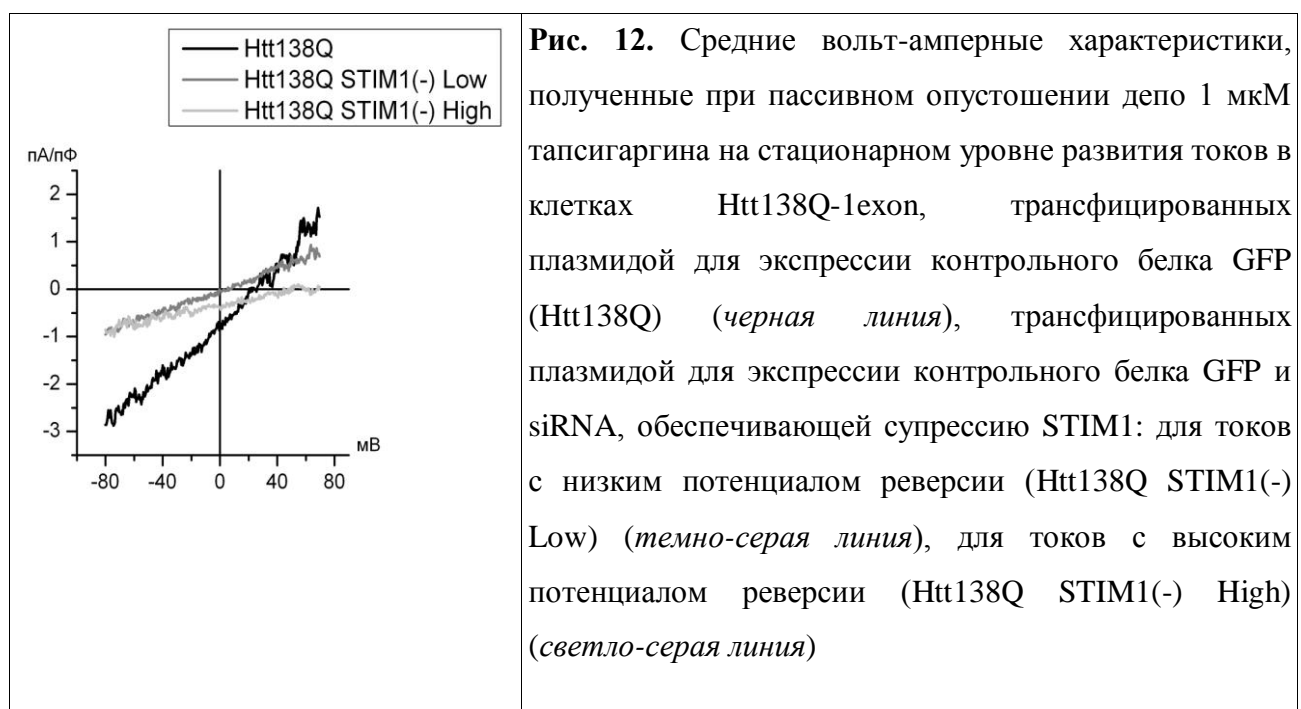 Htt138Q
Htt138Q STIM1(-) Low
Htt138Q STIM1(-) High
пА/пФ
2
1
0
-1
-2
-3
мВ
-80 -40 0 40 80
Рис. 12. Средние вольт-амперные характеристики,
полученные при пассивном опустошении депо 1 мкМ
тапсигаргина на стационарном уровне развития токов в
клетках Htt138Q-1exon, трансфицированных
плазмидой для экспрессии контрольного белка GFP
(Htt138Q) (черная линия), трансфицированных
плазмидой для экспрессии контрольного белка GFP и
siRNA, обеспечивающей супрессию STIM1: для токов
с низким потенциалом реверсии (Htt138Q STIM1(-)
Low) (темно-серая линия), для токов с высоким
потенциалом реверсии (Htt138Q STIM1(-) High)
(светло-серая линия)